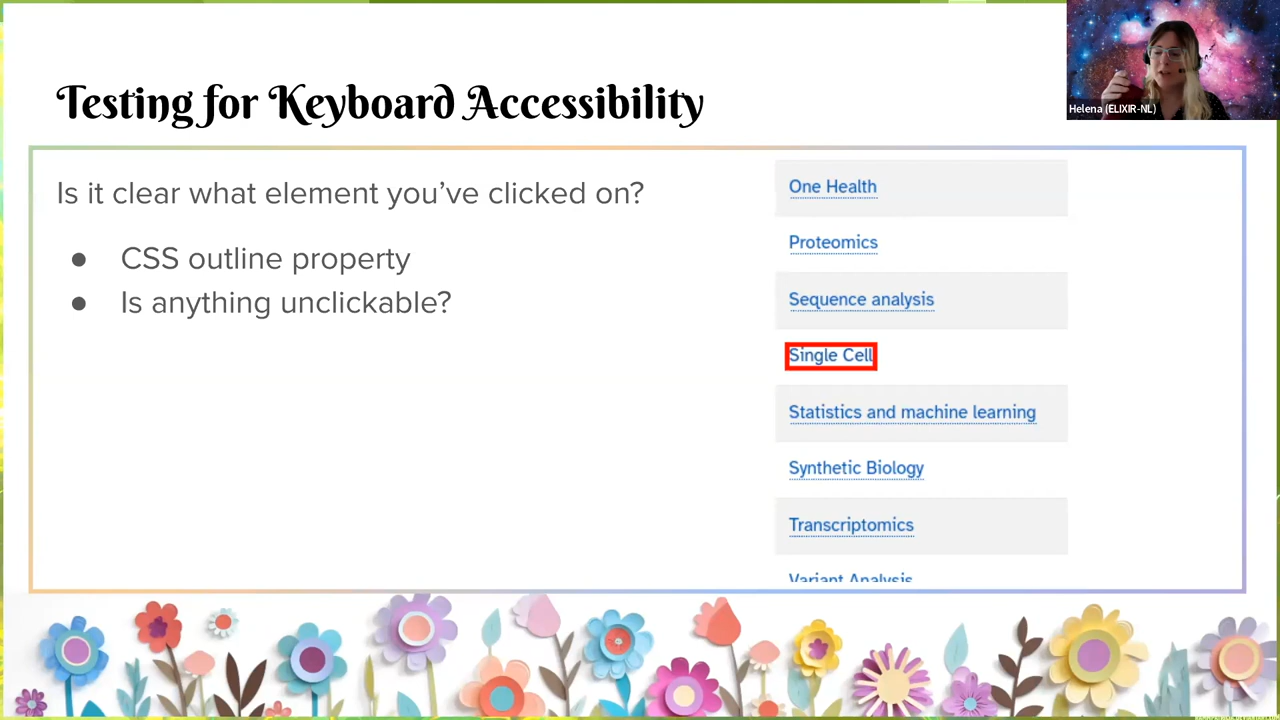 Testing for Keyboard Accessibility
Helena (ELIXIR-NL)
Is it clear what element you've clicked on?
● CSS outline property
● Is anything unclickable?
One Health
Proteomics
Sequence analysis
Single Cell
Statistics and machine learning
Synthetic Biology
Transcriptomics
Variant Analysis